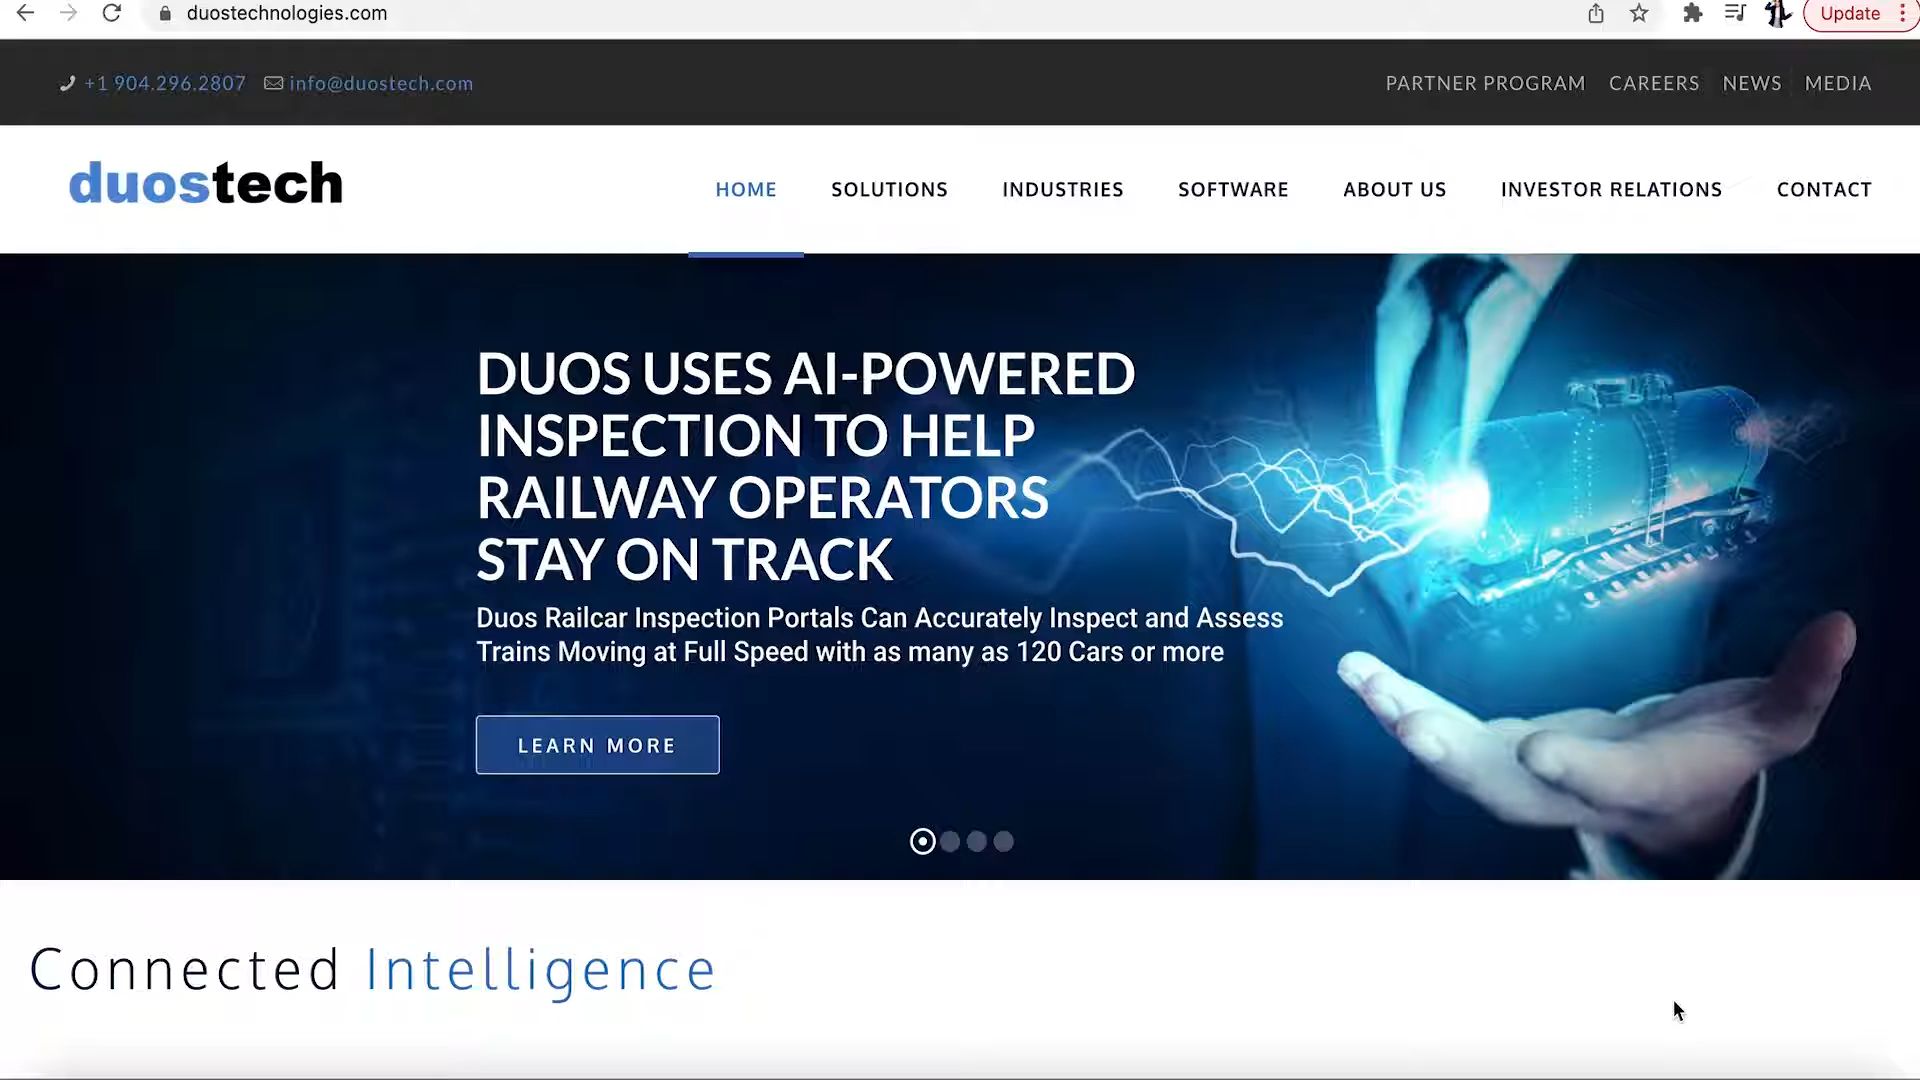 duostechnologies.com
Update
+1 904.296.2807 info@duostech.com
PARTNER PROGRAM CAREERS NEWS MEDIA
duostech
HOME SOLUTIONS INDUSTRIES SOFTWARE ABOUT US INVESTOR RELATIONS CONTACT
DUOS USES AI-POWERED
INSPECTION TO HELP
RAILWAY OPERATORS
STAY ON TRACK
Duos Railcar Inspection Portals Can Accurately Inspect and Assess
Trains Moving at Full Speed with as many as 120 Cars or more
LEARN MORE
Connected Intelligence